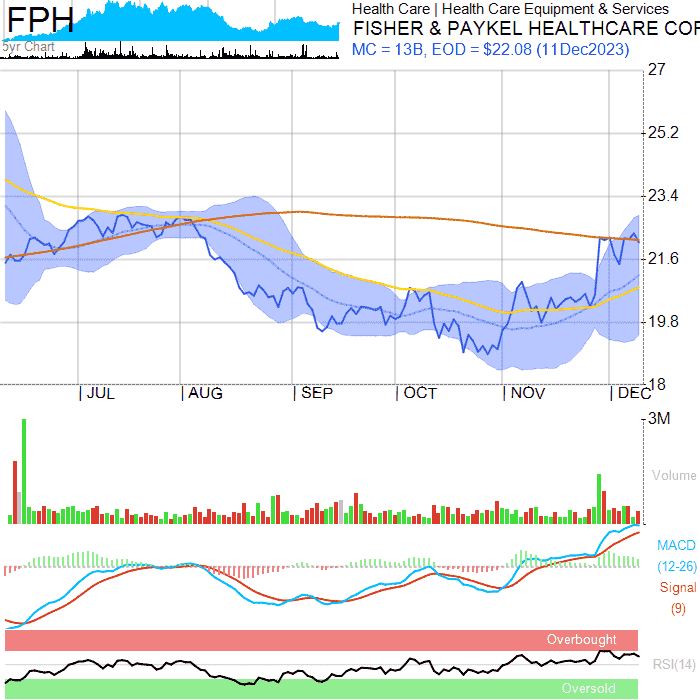 FPH
5yr Chart
Health Care | Health Care Equipment & Services
FISHER & PAYKEL HEALTHCARE COR
MC = 13B, EOD = $22.08 (11Dec2023)
27
25.2
23.4
21.6
19.8
18
| JUL | AUG | SEP | OCT | NOV | DEC
3M
Volume
MACD
(12-26)
Signal
(9)
Overbought
RSI(14)
Oversold